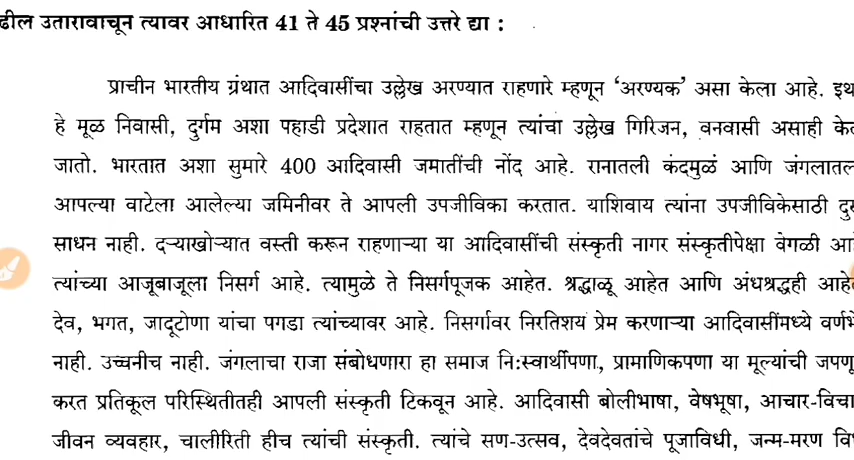 ढील उतारावाचून त्यावर आधारित 41 ते 45 प्रश्नांची उत्तरे द्या :
प्राचीन भारतीय ग्रंथात आदिवासींचा उल्लेख अरण्यात राहणारे म्हणून ‘अरण्यक’ असा केला आहे. इथ
हे मूळ निवासी, दुर्गम अशा पहाडी प्रदेशात राहतात म्हणून त्यांचा उल्लेख गिरिजन, वनवासी असाही केल
जातो. भारतात अशा सुमारे 400 आदिवासी जमातींची नोंद आहे. रानातली कंदमुळं आणि जंगलातल
आपल्या वाटेला आलेल्या जमिनीवर ते आपली उपजीविका करतात. याशिवाय त्यांना उपजीविकेसाठी दुस
साधन नाही. दऱ्याखोऱ्यात वस्ती करून राहणाऱ्या या आदिवासींची संस्कृती नागर संस्कृतीपेक्षा वेगळी आ
त्यांच्या आजूबाजूला निसर्ग आहे. त्यामुळे ते निसर्गपूजक आहेत. श्रद्धाळू आहेत आणि अंधश्रद्धही आहे
देव, भगत, जादूटोणा यांचा पगडा त्यांच्यावर आहे. निसर्गावर निरतिशय प्रेम करणाऱ्या आदिवासींमध्ये वर्णभे
नाही. उच्चनीच नाही. जंगलाचा राजा संबोधणारा हा समाज नि:स्वार्थीपणा, प्रामाणिकपणा या मूल्यांची जपणू
करत प्रतिकूल परिस्थितीतही आपली संस्कृती टिकवून आहे. आदिवासी बोलीभाषा, वेषभूषा, आचार-विचा
जीवन व्यवहार, चालीरिती हीच त्यांची संस्कृती. त्यांचे सण-उत्सव, देवदेवतांचे पूजाविधी, जन्म-मरण वि